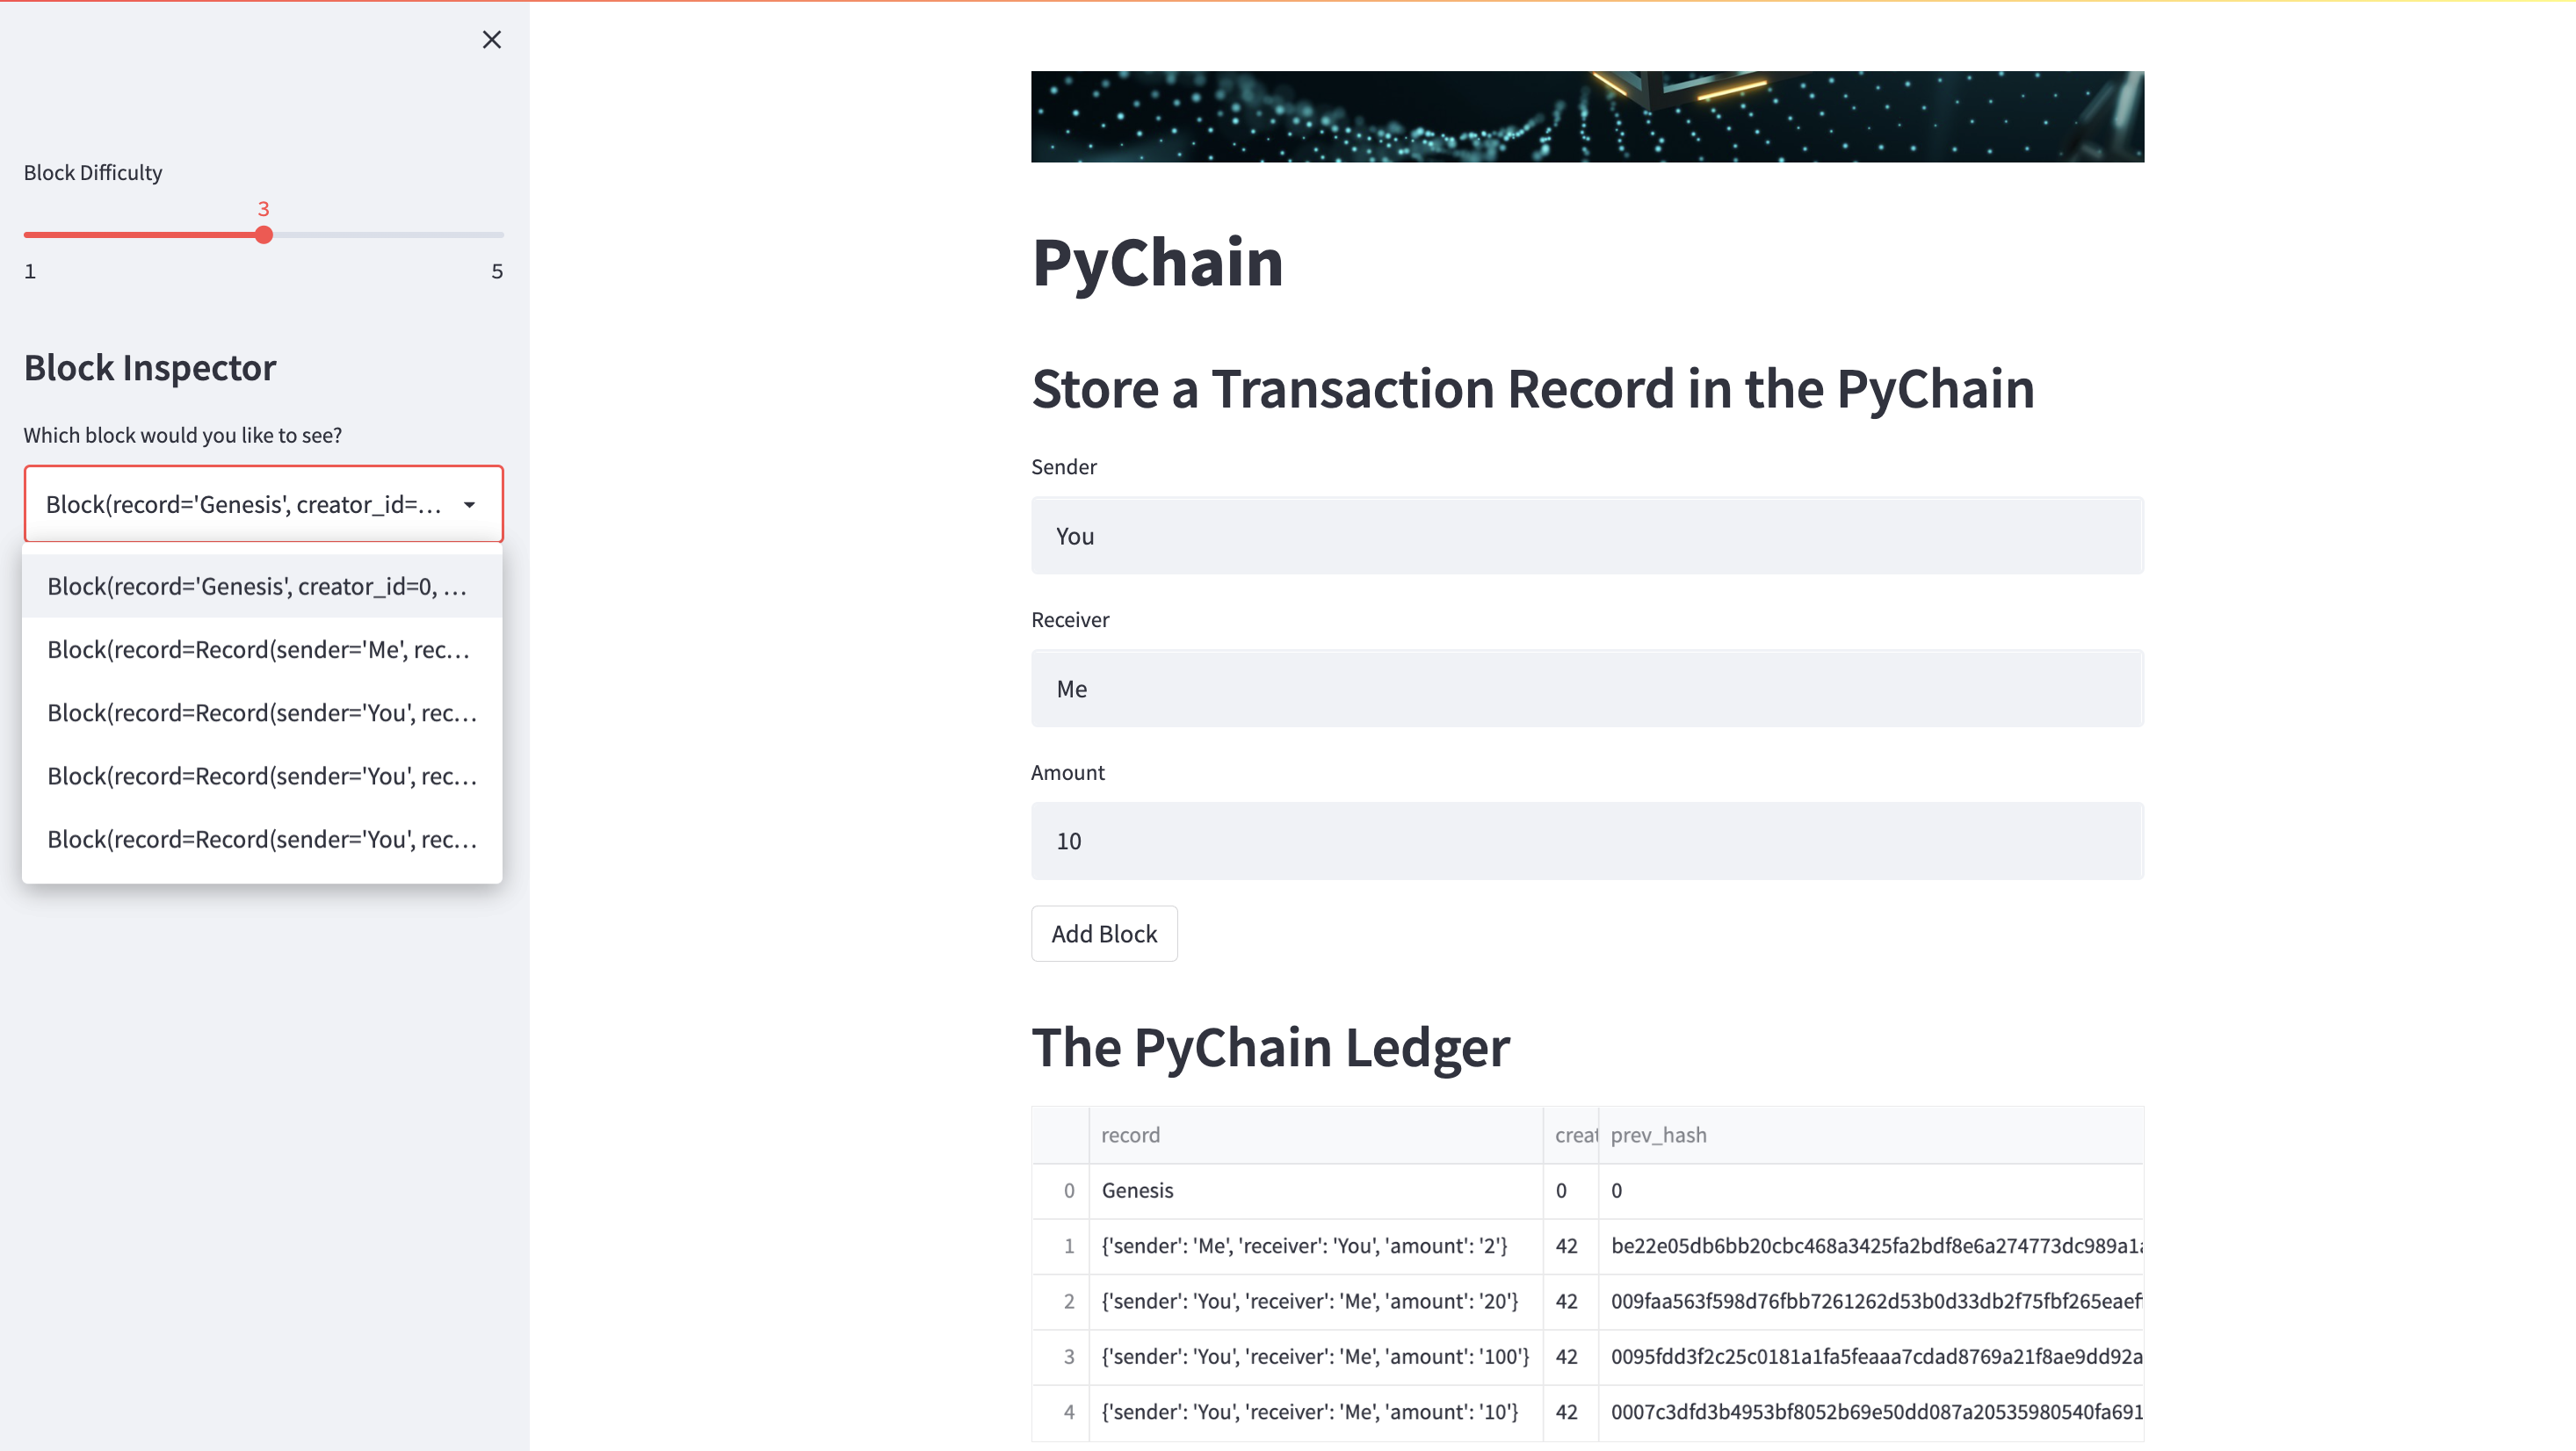 Block Difficulty
3
1 5
Block Inspector
Which block would you like to see?
Block(record='Genesis', creator_id=...
Block(record='Genesis', creator_id=0, ...
Block(record=Record(sender='Me', rec...
Block(record=Record(sender='You', rec...
Block(record=Record(sender='You', rec...
Block(record=Record(sender='You', rec...
PyChain
Store a Transaction Record in the PyChain
Sender
You
Receiver
Me
Amount
10
Add Block
The PyChain Ledger
record creat prev_hash
0 Genesis 0 0
1 {'sender': 'Me', 'receiver': 'You', 'amount': '2'} 42 be22e05db6bb20cbc468a3425fa2bdf8e6a274773dc989a1a
2 {'sender': 'You', 'receiver': 'Me', 'amount': '20'} 42 009faa563f598d76fbb7261262d53b0d33db2f75fbf265eaef
3 {'sender': 'You', 'receiver': 'Me', 'amount': '100'} 42 0095fdd3f2c25c0181a1fa5feaaa7cdad8769a21f8ae9dd92a
4 {'sender': 'You', 'receiver': 'Me', 'amount': '10'} 42 0007c3dfd3b4953bf8052b69e50dd087a20535980540fa691